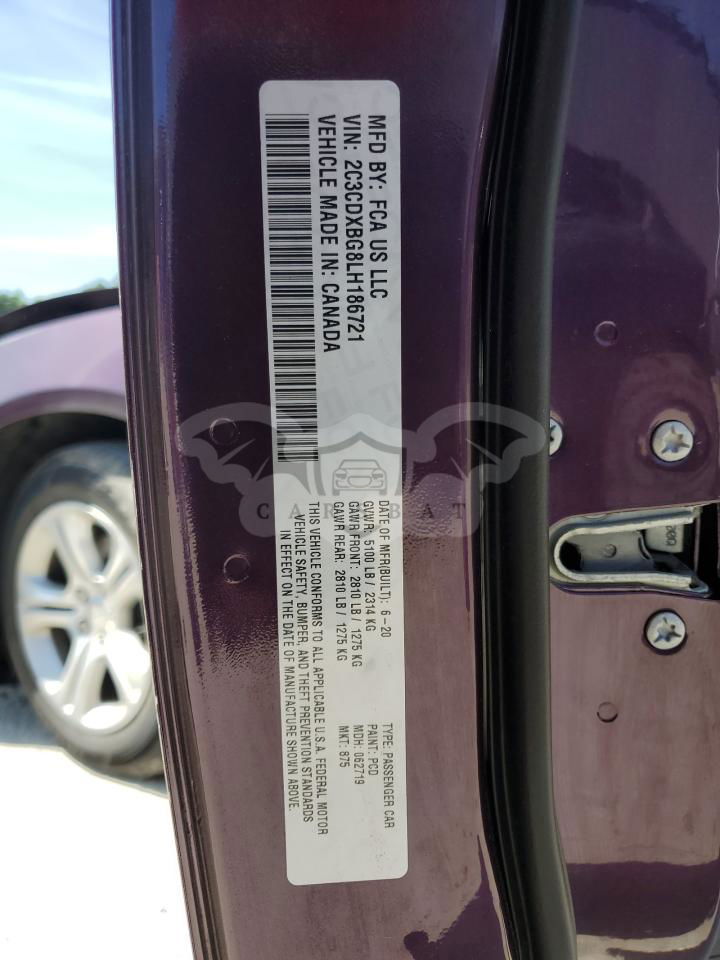 MFD BY: FCA US LLC
VIN: 2C3CDXBG8LH186721
VEHICLE MADE IN: CANADA
DATE OF MFR(BUILT): 6-20
GVWR: 5100 LB / 2314 KG
GAWR FRONT: 2810 LB / 1275 KG
GAWR REAR: 2810 LB / 1275 KG
TYPE: PASSENGER CAR
PAINT: PCD
MDH: 062719
MKT: 875
THIS VEHICLE CONFORMS TO ALL APPLICABLE U.S.A. FEDERAL MOTOR
VEHICLE SAFETY, BUMPER, AND THEFT PREVENTION STANDARDS
IN EFFECT ON THE DATE OF MANUFACTURE SHOWN ABOVE.